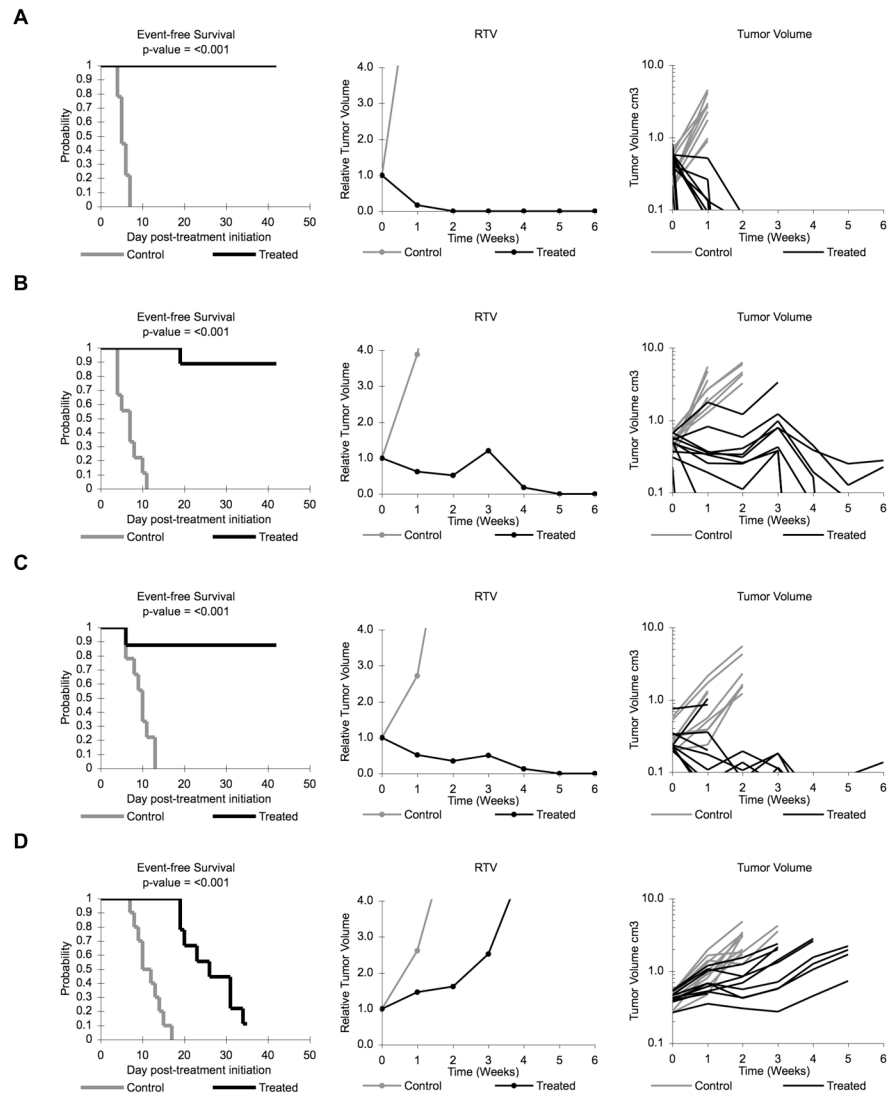 A
Event-free Survival
p-value = <0.001
1
0.9
0.8
0.7
0.6
0.5
0.4
0.3
0.2
0.1
0
Probability
0 10 20 30 40 50
Day post-treatment initiation
Control Treated
RTV
4.0
3.0
2.0
1.0
0.0
Relative Tumor Volume
0 1 2 3 4 5 6
Time (Weeks)
Control Treated
Tumor Volume
10.0
1.0
0.1
Tumor Volume cm3
0 1 2 3 4 5 6
Time (Weeks)
Control Treated
B
Event-free Survival
p-value = <0.001
1
0.9
0.8
0.7
0.6
0.5
0.4
0.3
0.2
0.1
0
Probability
0 10 20 30 40 50
Day post-treatment initiation
Control Treated
RTV
4.0
3.0
2.0
1.0
0.0
Relative Tumor Volume
0 1 2 3 4 5 6
Time (Weeks)
Control Treated
Tumor Volume
10.0
1.0
0.1
Tumor Volume cm3
0 1 2 3 4 5 6
Time (Weeks)
Control Treated
C
Event-free Survival
p-value = <0.001
1
0.9
0.8
0.7
0.6
0.5
0.4
0.3
0.2
0.1
0
Probability
0 10 20 30 40 50
Day post-treatment initiation
Control Treated
RTV
4.0
3.0
2.0
1.0
0.0
Relative Tumor Volume
0 1 2 3 4 5 6
Time (Weeks)
Control Treated
Tumor Volume
10.0
1.0
0.1
Tumor Volume cm3
0 1 2 3 4 5 6
Time (Weeks)
Control Treated
D
Event-free Survival
p-value = <0.001
1
0.9
0.8
0.7
0.6
0.5
0.4
0.3
0.2
0.1
0
Probability
0 10 20 30 40 50
Day post-treatment initiation
Control Treated
RTV
4.0
3.0
2.0
1.0
0.0
Relative Tumor Volume
0 1 2 3 4 5 6
Time (Weeks)
Control Treated
Tumor Volume
10.0
1.0
0.1
Tumor Volume cm3
0 1 2 3 4 5 6
Time (Weeks)
Control Treated